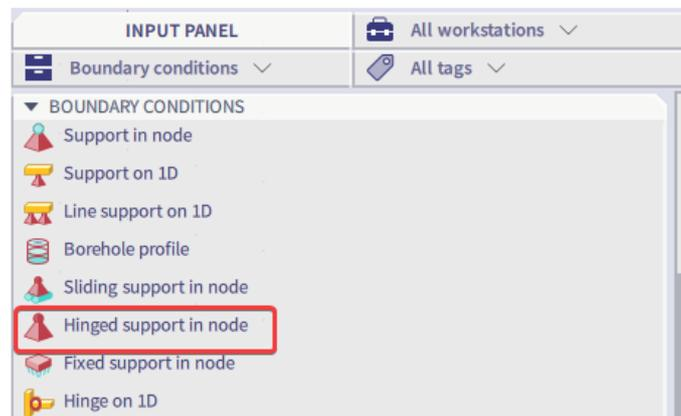 INPUT PANEL
All workstations
Boundary conditions
All tags
BOUNDARY CONDITIONS
Support in node
Support on 1D
Line support on 1D
Borehole profile
Sliding support in node
Hinged support in node
Fixed support in node
Hinge on 1D